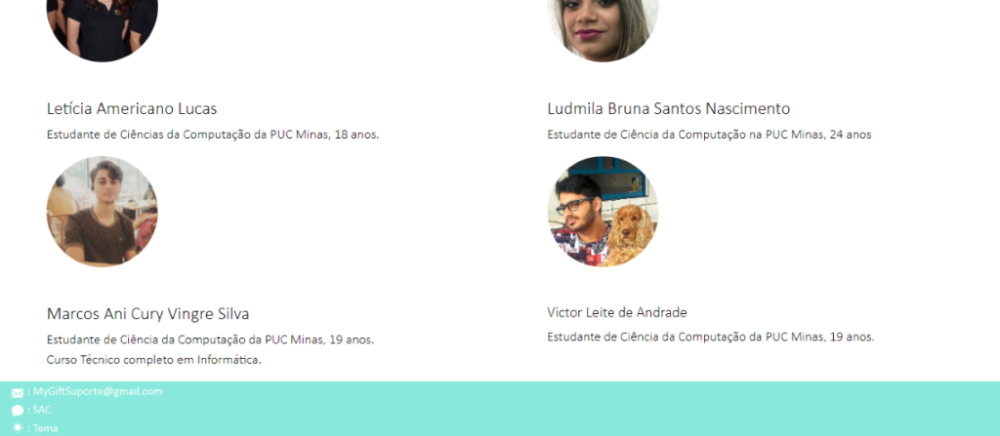 Letícia Americano Lucas
Estudante de Ciências da Computação da PUC Minas, 18 anos.
Ludmila Bruna Santos Nascimento
Estudante de Ciência da Computação na PUC Minas, 24 anos
Marcos Ani Cury Vingre Silva
Estudante de Ciência da Computação da PUC Minas, 19 anos.
Curso Técnico completo em Informática.
Victor Leite de Andrade
Estudante de Ciência da Computação da PUC Minas, 19 anos.
: MyGiftSuporte@gmail.com
: SAC
: Tema